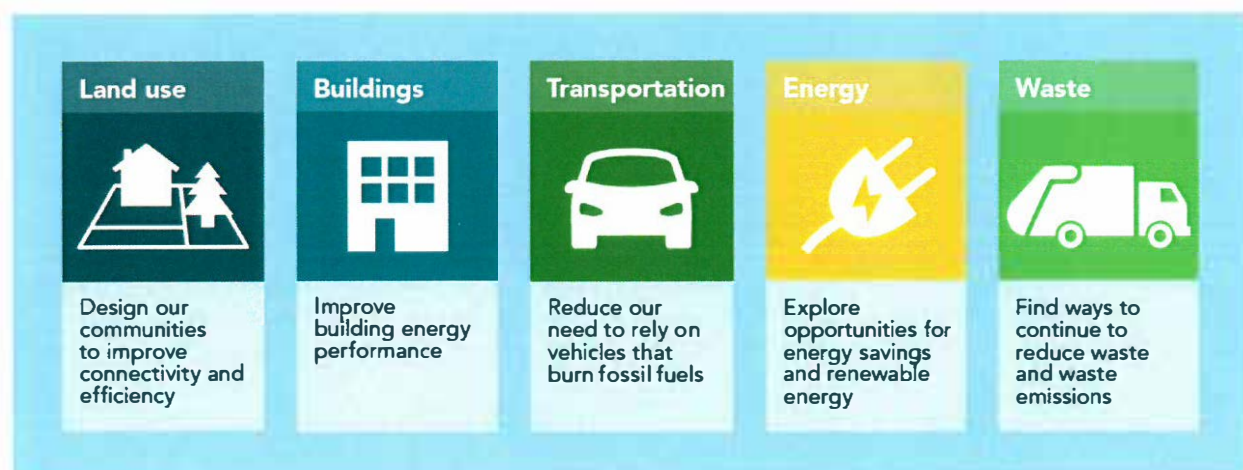 Land use
Design our
communities
to improve
connectivity and
efficiency
Buildings
Improve
building energy
performance
Transportation
Reduce our
need to rely on
vehicles that
burn fossil fuels
Energy
Explore
opportunities for
energy savings
and renewable
energy
Waste
Find ways to
continue to
reduce waste
and waste
emissions